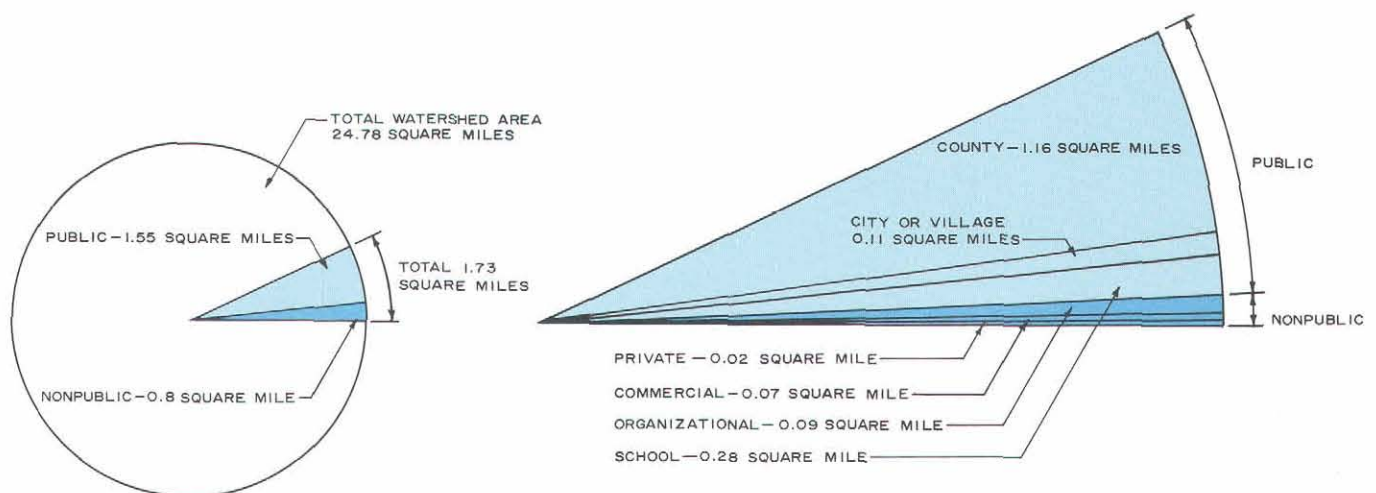 TOTAL WATERSHED AREA
24.78 SQUARE MILES
PUBLIC—1.55 SQUARE MILES
TOTAL 1.73
SQUARE MILES
NONPUBLIC—0.8 SQUARE MILE
COUNTY—1.16 SQUARE MILES
PUBLIC
CITY OR VILLAGE
0.11 SQUARE MILES
NONPUBLIC
PRIVATE—0.02 SQUARE MILE
COMMERCIAL—0.07 SQUARE MILE
ORGANIZATIONAL—0.09 SQUARE MILE
SCHOOL—0.28 SQUARE MILE